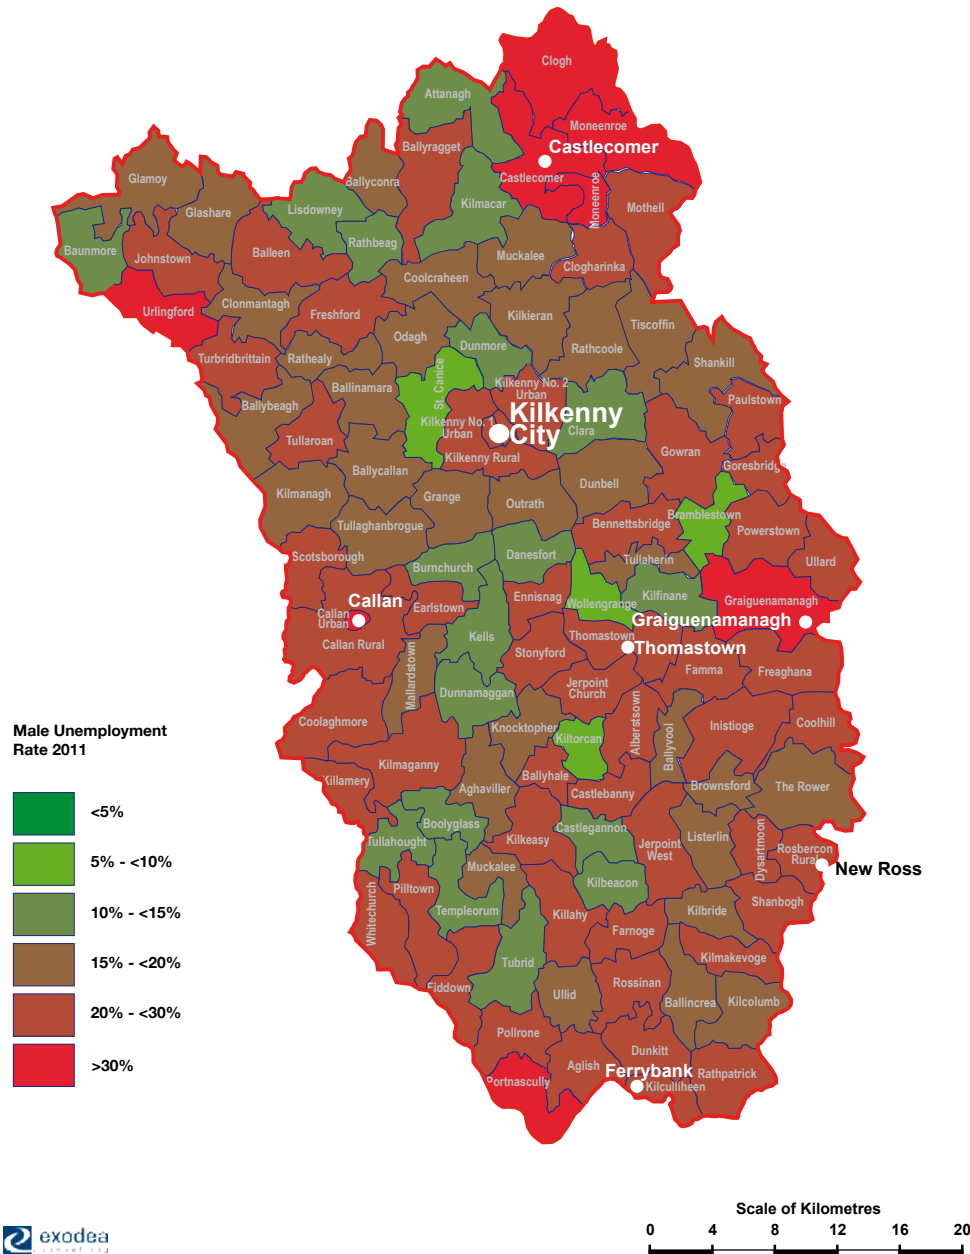 Clogh
Attanagh
Moneenroe
Castlecomer
Ballyragget
Castlecomer
Glamoy
Ballyconra
Moneenroe
Kilmacar
Mothell
Lisdowney
Glashare
Rathbeag
Baunmore
Balleen
Johnstown
Muckalee
Clogharinka
Coolcraheen
Clonmantagh
Urlingford
Freshford
Kilkieran
Tiscoffin
Odagh
Dunmore
Rathcoole
Turbridbrittain
Rathealy
Shankill
St. Canice
Ballinamara
Kilkenny No. 2
Urban
Paulstown
Ballybeagh
Kilkenny
City
Kilkenny No. 1
Urban
Clara
Tullaroan
Gowran
Kilkenny Rural
Goresbridge
Ballycallan
Dunbell
Kilmanagh
Grange
Outrath
Bramblestown
Tullaghanbrogue
Bennettsbridge
Powerstown
Scotsborough
Danesfort
Tullaherin
Ullard
Burnchurch
Ennisnag
Kilfinane
Callan
Wollengrange
Graiguenamanagh
Earlstown
Callan
Urban
Graiguenamanagh
Kells
Thomastown
Callan Rural
Thomastown
Stonyford
Famma
Freaghana
Mallardstown
Jerpoint
Church
Dunnamaggan
Coolaghmore
Knocktopher
Albertstown
Inistioge
Coolhill
Male Unemployment
Rate 2011
Kiltorcan
Ballyvool
Kilmaganny
Killamery
Ballyhale
Aghaviller
Castlebanny
Brownsford
The Rower
<5%
Boolyglass
Castlegannon
Listerlin
Tullahought
Kilkeasy
Jerpoint
West
Dysartmoon
Rosbercon
Rural
5% - <10%
Muckalee
New Ross
Kilbeacon
Piltown
Whitechurch
Templeorum
Killahy
Kilbride
Shanbogh
10% - <15%
Farnoge
Kilmakevoge
15% - <20%
Tubrid
Fiddown
Ullid
Rossinan
Ballincrea
Kilcolumb
20% - <30%
Pollrone
Dunkitt
>30%
Aglish
Ferrybank
Rathpatrick
Portnascully
Kilculliheen
Scale of Kilometres
0 4 8 12 16 20
exodea